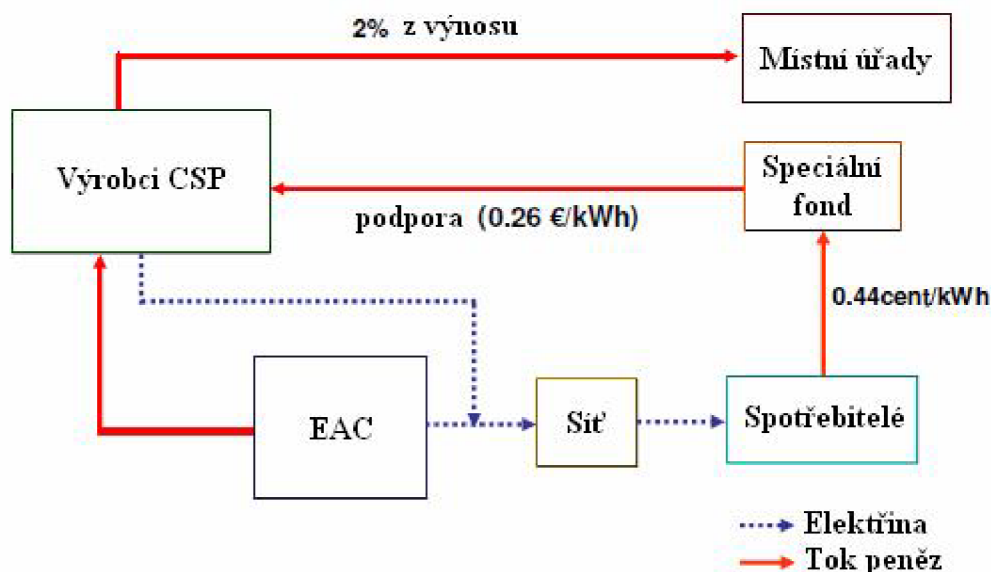 2% z výnosu
Místní úřady
Výrobci CSP
Speciální
fond
podpora (0.26 €/kWh)
0.44cent/kWh
EAC
Síť
Spotřebitelé
Elektřina
Tok peněz